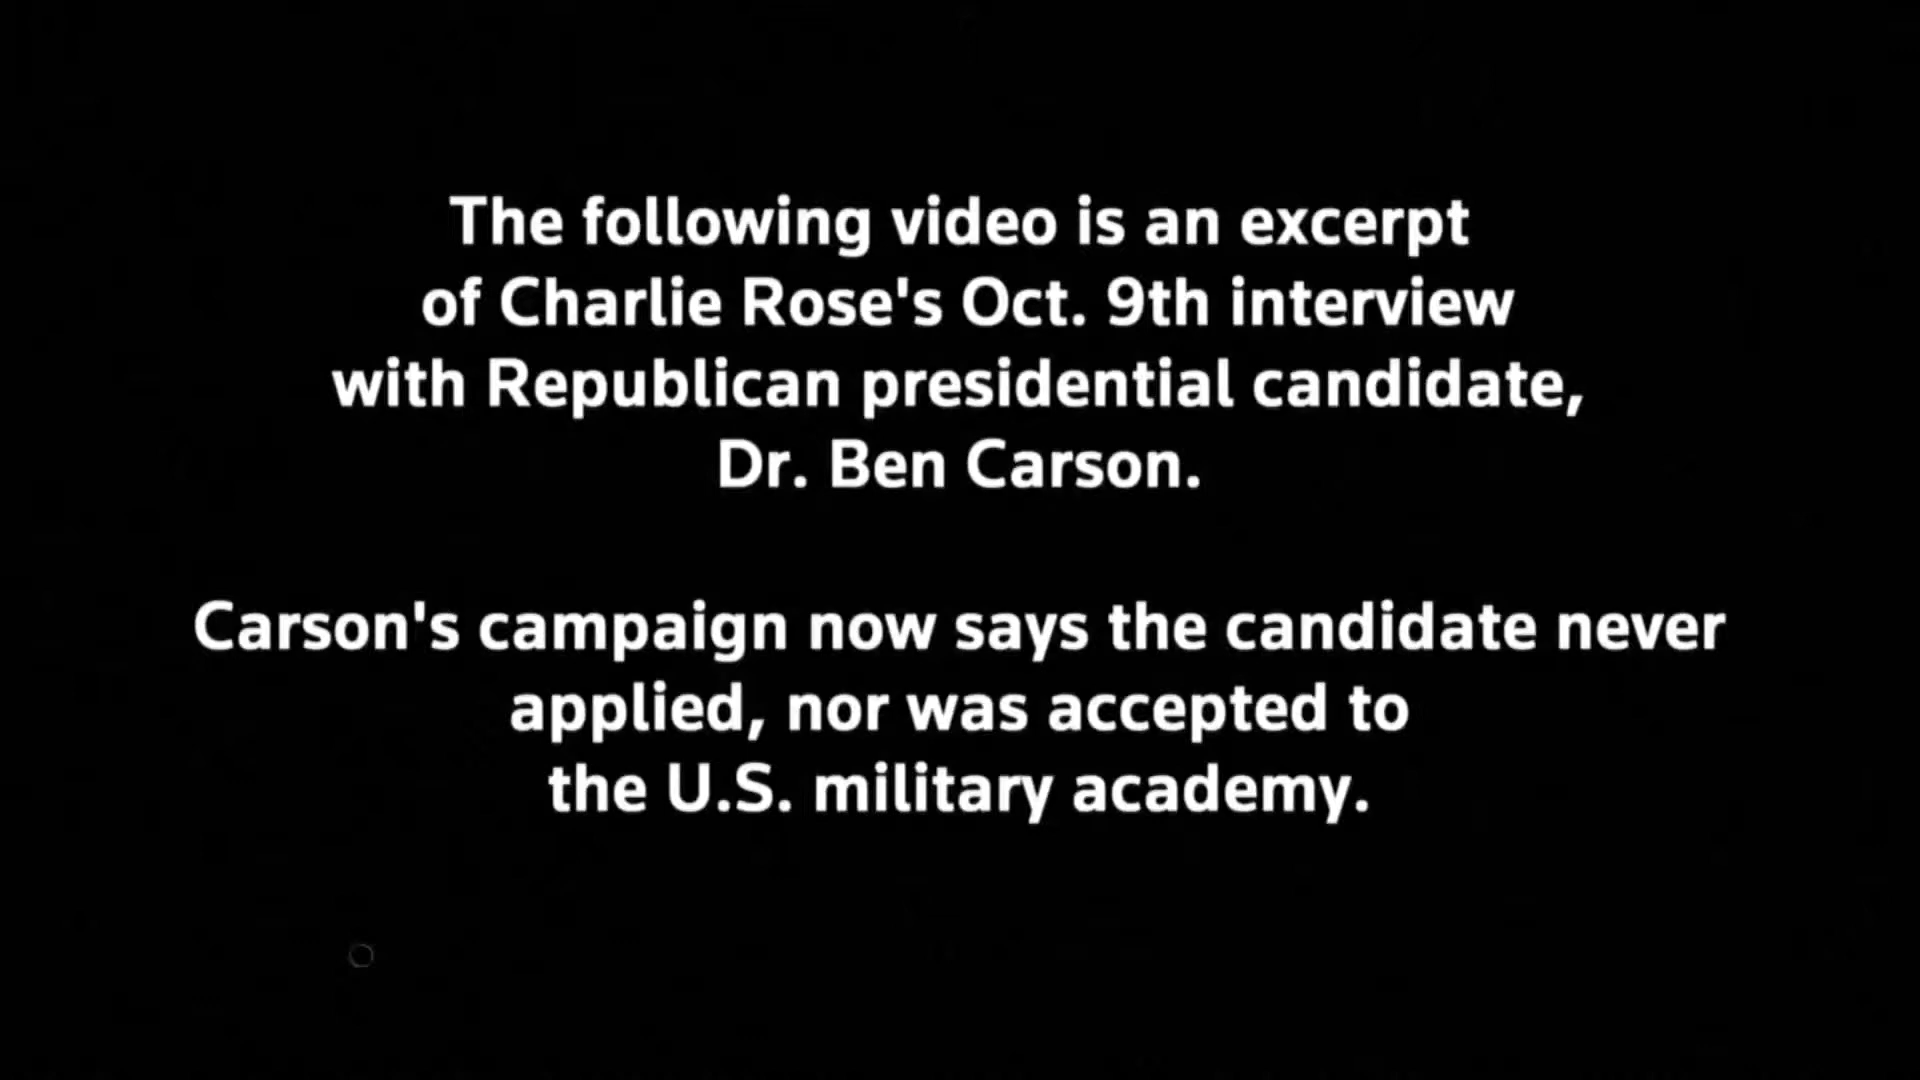 The following video is an excerpt
of Charlie Rose's Oct. 9th interview
with Republican presidential candidate,
Dr. Ben Carson.
Carson's campaign now says the candidate never
applied, nor was accepted to
the U.S. military academy.